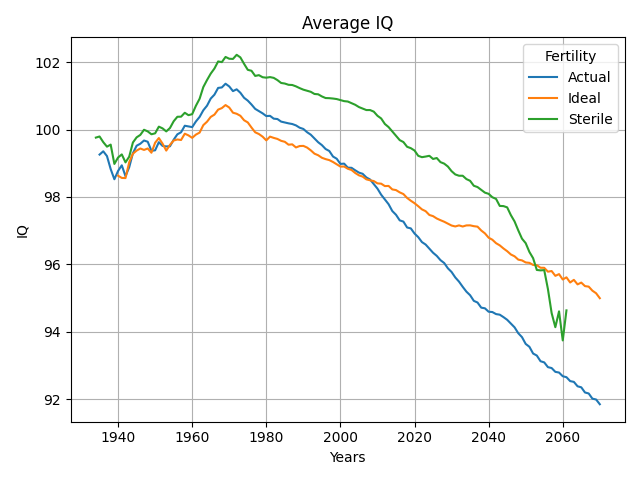 Average IQ
Fertility
Actual
Ideal
Sterile
IQ
102
100
98
96
94
92
1940 1960 1980 2000 2020 2040 2060
Years